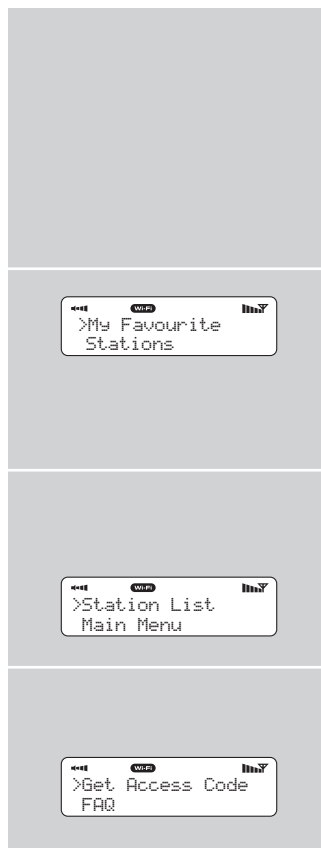 Wi-Fi
>My Favourite
Stations
Wi-Fi
>Station List
Main Menu
Wi-Fi
>Get Access Code
FAQ